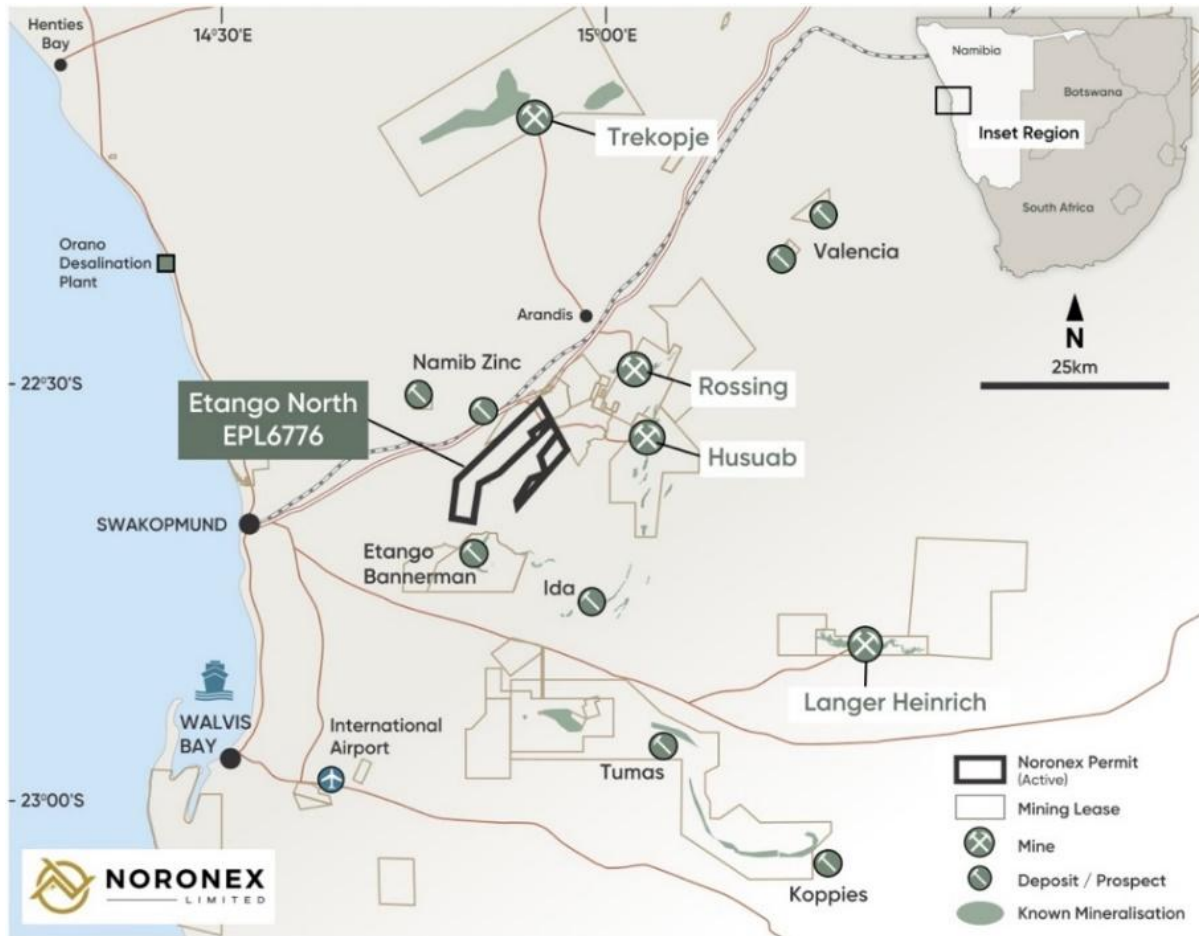 Henties
Bay
14°30'E
15°00'E
Namibia
Botswana
Inset Region
South Africa
Trekopje
Orano
Desalination
Plant
Valencia
Arandis
N
25km
Namib Zinc
22°30'S
Rossing
Etango North
EPL6776
Husuab
SWAKOPMUND
Etango
Bannerman
Ida
Langer Heinrich
WALVIS
BAY
International
Airport
Tumas
23°00'S
Koppies
Noronex Permit
(Active)
Mining Lease
Mine
Deposit / Prospect
Known Mineralisation
NORONEX
LIMITED